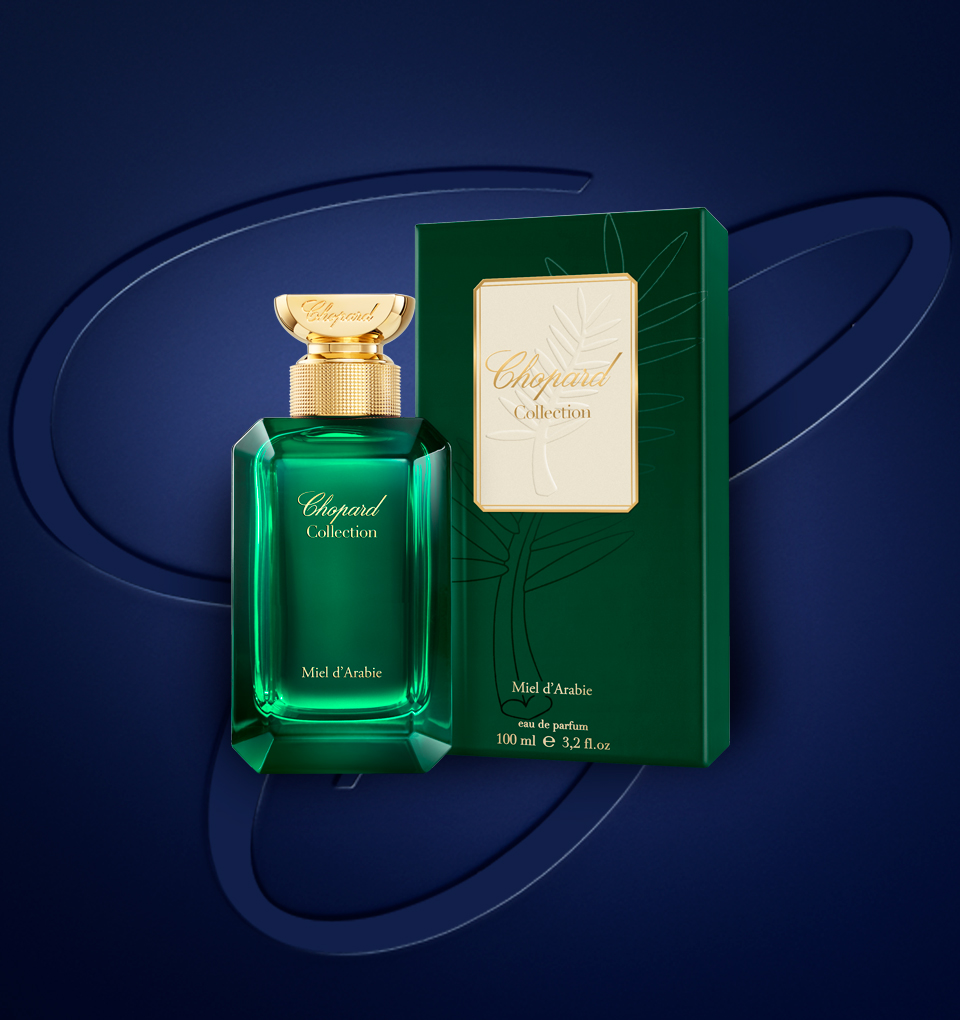 Chopard
Chopard
Collection
Miel d'Arabie
Chopard
Collection
Miel d'Arabie
eau de parfum
100 ml ℮ 3,2 fl.oz